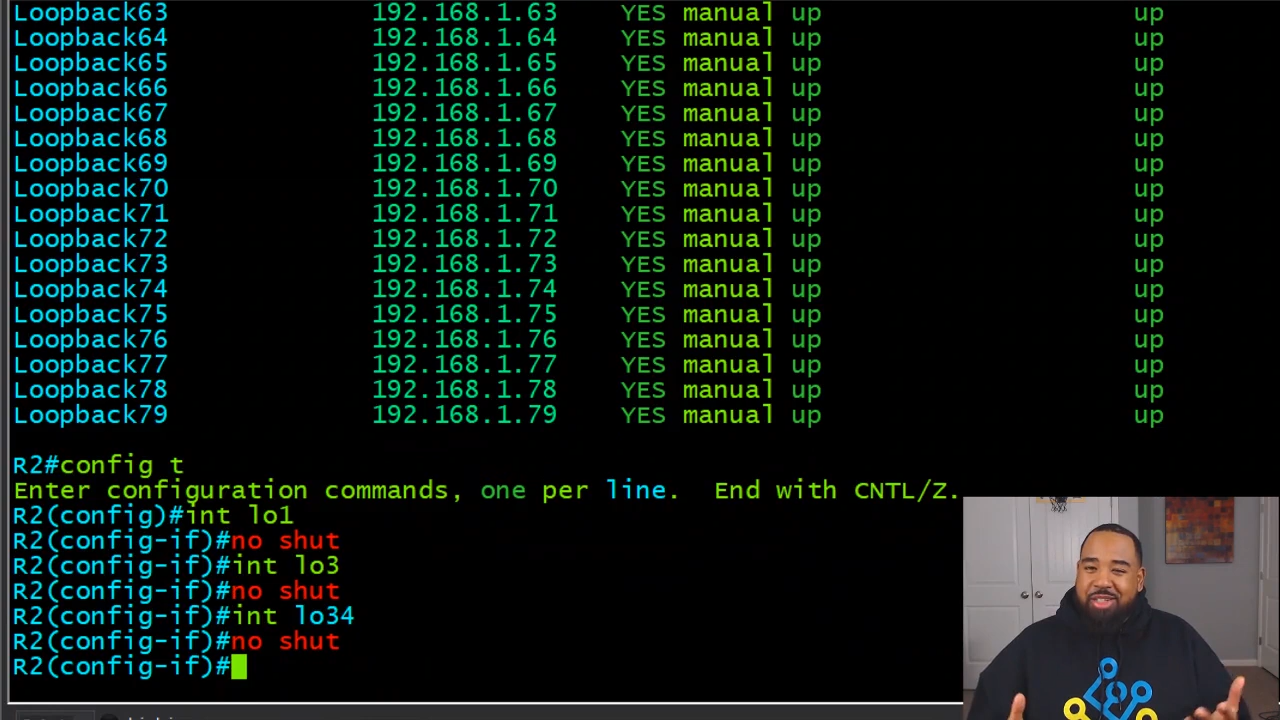 Loopback63 192.168.1.63 YES manual up up
Loopback64 192.168.1.64 YES manual up up
Loopback65 192.168.1.65 YES manual up up
Loopback66 192.168.1.66 YES manual up up
Loopback67 192.168.1.67 YES manual up up
Loopback68 192.168.1.68 YES manual up up
Loopback69 192.168.1.69 YES manual up up
Loopback70 192.168.1.70 YES manual up up
Loopback71 192.168.1.71 YES manual up up
Loopback72 192.168.1.72 YES manual up up
Loopback73 192.168.1.73 YES manual up up
Loopback74 192.168.1.74 YES manual up up
Loopback75 192.168.1.75 YES manual up up
Loopback76 192.168.1.76 YES manual up up
Loopback77 192.168.1.77 YES manual up up
Loopback78 192.168.1.78 YES manual up up
Loopback79 192.168.1.79 YES manual up up
R2#config t
Enter configuration commands, one per line. End with CNTL/Z.
R2(config)#int lo1
R2(config-if)#no shut
R2(config-if)#int lo3
R2(config-if)#no shut
R2(config-if)#int lo34
R2(config-if)#no shut
R2(config-if)#